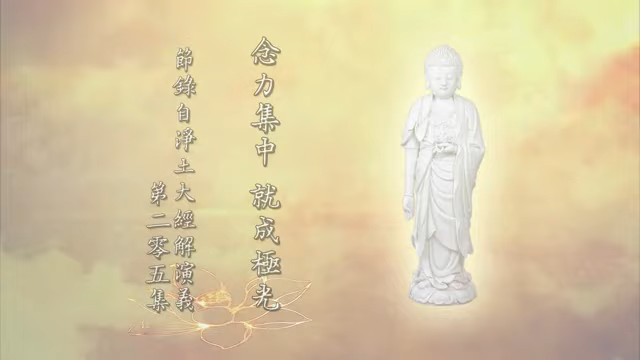 念力集中 就成極光
節錄自淨土大經解演義
第二零五集